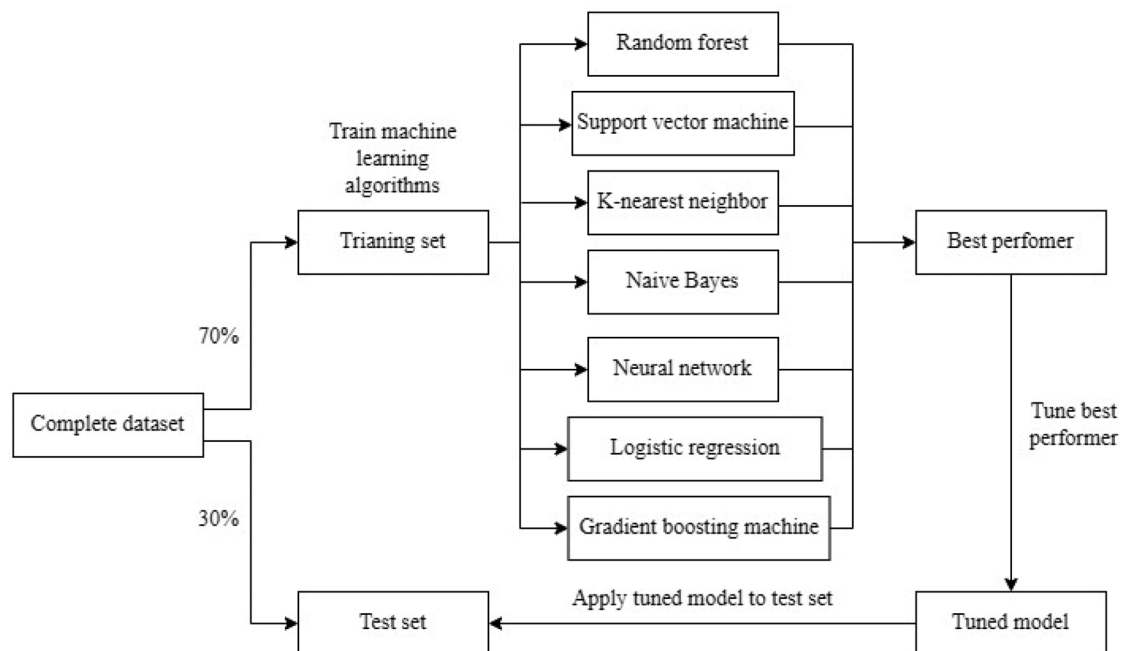 Random forest
Support vector machine
Train machine
learning
algorithms
K-nearest neighbor
Trianing set
Best perfomer
Naive Bayes
70%
Neural network
Complete dataset
Tune best
performer
Logistic regression
30%
Gradient boosting machine
Apply tuned model to test set
Test set
Tuned model